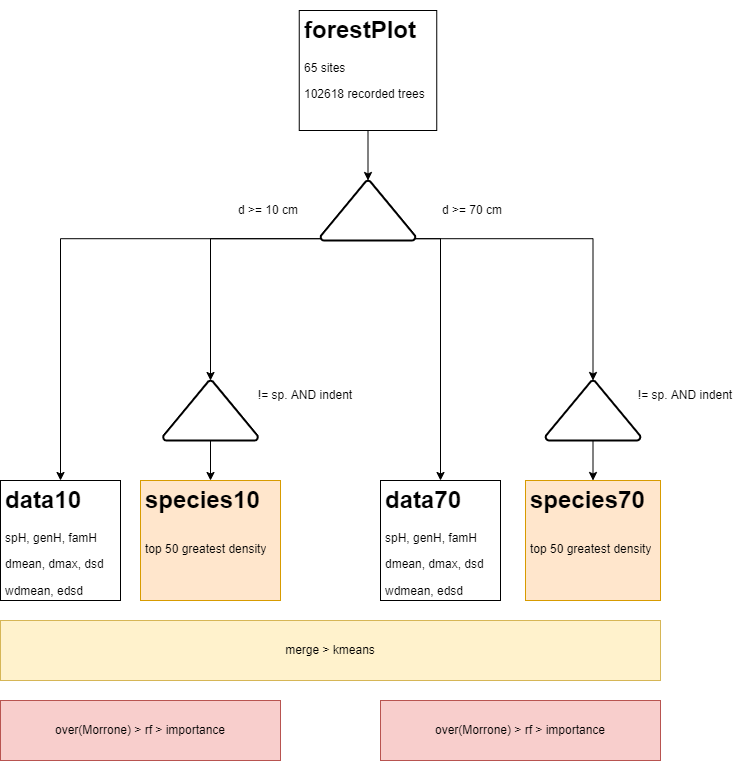 forestPlot
65 sites
102618 recorded trees
d >= 10 cm
d >= 70 cm
!= sp. AND indent
!= sp. AND indent
data10
spH, genH, famH
dmean, dmax, dsd
wdmean, edsd
species10
top 50 greatest density
data70
spH, genH, famH
dmean, dmax, dsd
wdmean, edsd
species70
top 50 greatest density
merge > kmeans
over(Morrone) > rf > importance
over(Morrone) > rf > importance